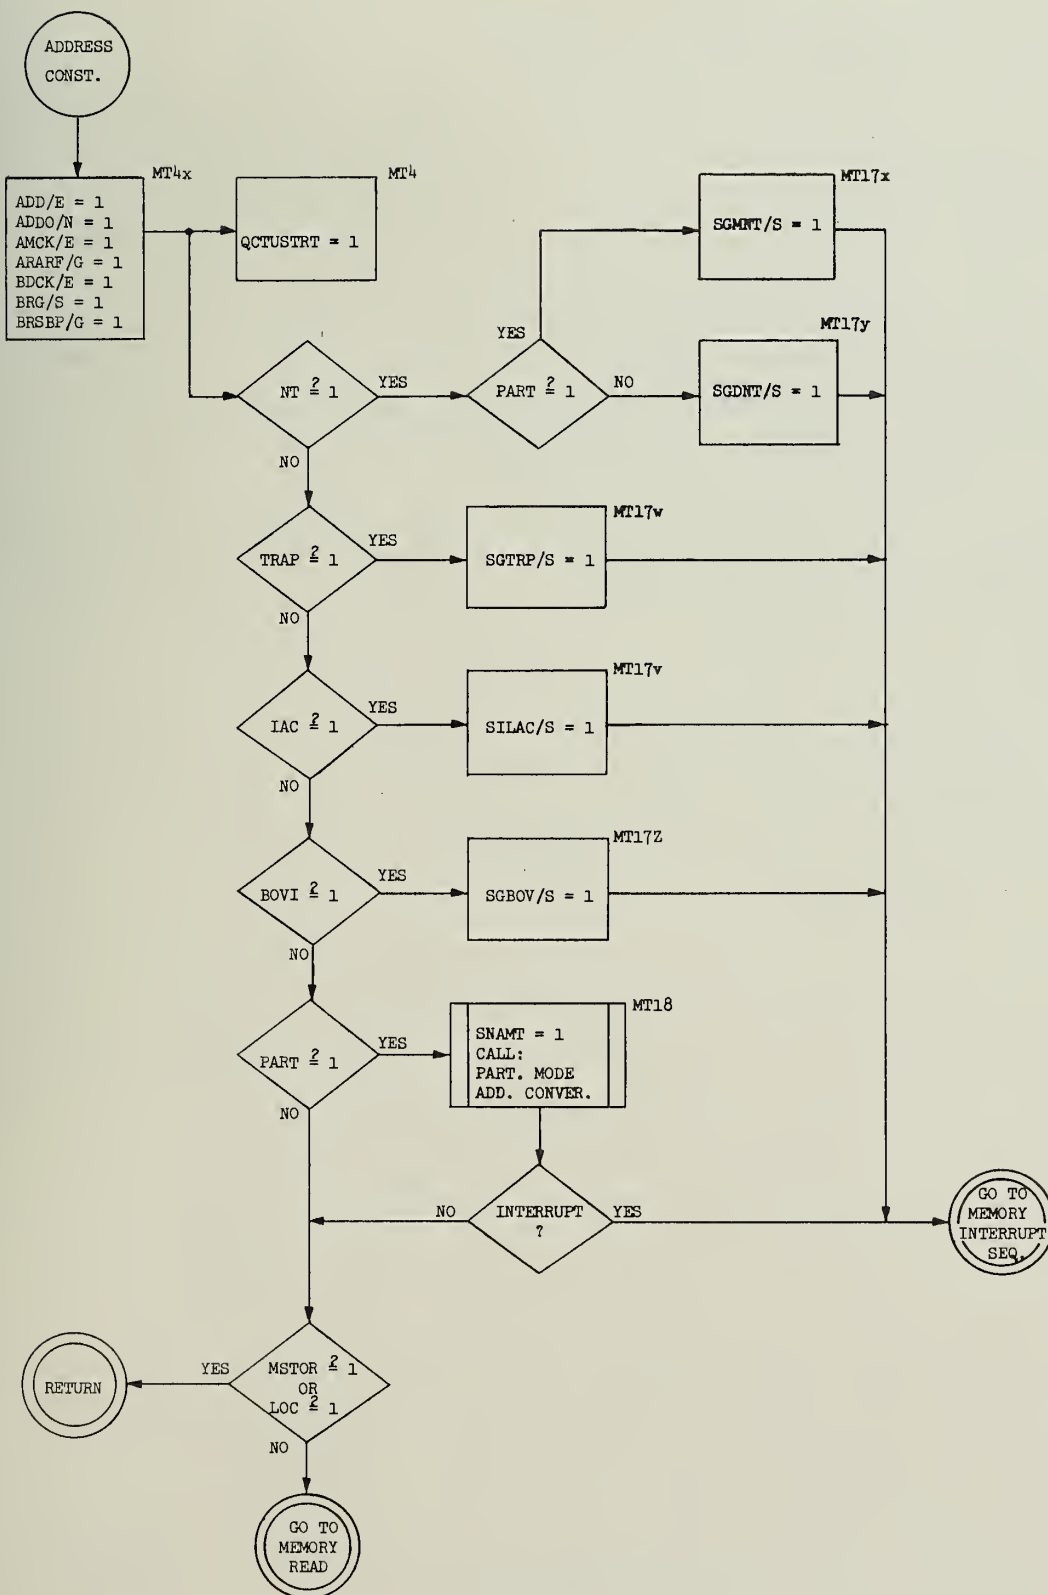 ADDRESS
CONST.
MT4x
ADD/E = 1
ADDO/N = 1
AMCK/E = 1
ARARF/G = 1
BDCK/E = 1
BRG/S = 1
BRSBP/G = 1
MT4
QCTUSTRT = 1
MT17x
SGMNT/S = 1
YES
MT17y
NT ≟ 1
YES
PART ≟ 1
NO
SGDNT/S = 1
NO
MT17w
TRAP ≟ 1
YES
SGTRP/S = 1
NO
MT17v
IAC ≟ 1
YES
SILAC/S = 1
NO
MT17Z
BOVI ≟ 1
YES
SGBOV/S = 1
NO
MT18
PART ≟ 1
YES
SNAMT = 1
CALL:
PART. MODE
ADD. CONVER.
NO
NO
INTERRUPT
?
YES
GO TO
MEMORY
INTERRUPT
SEQ.
RETURN
YES
MSTOR ≟ 1
OR
LOC ≟ 1
NO
GO TO
MEMORY
READ